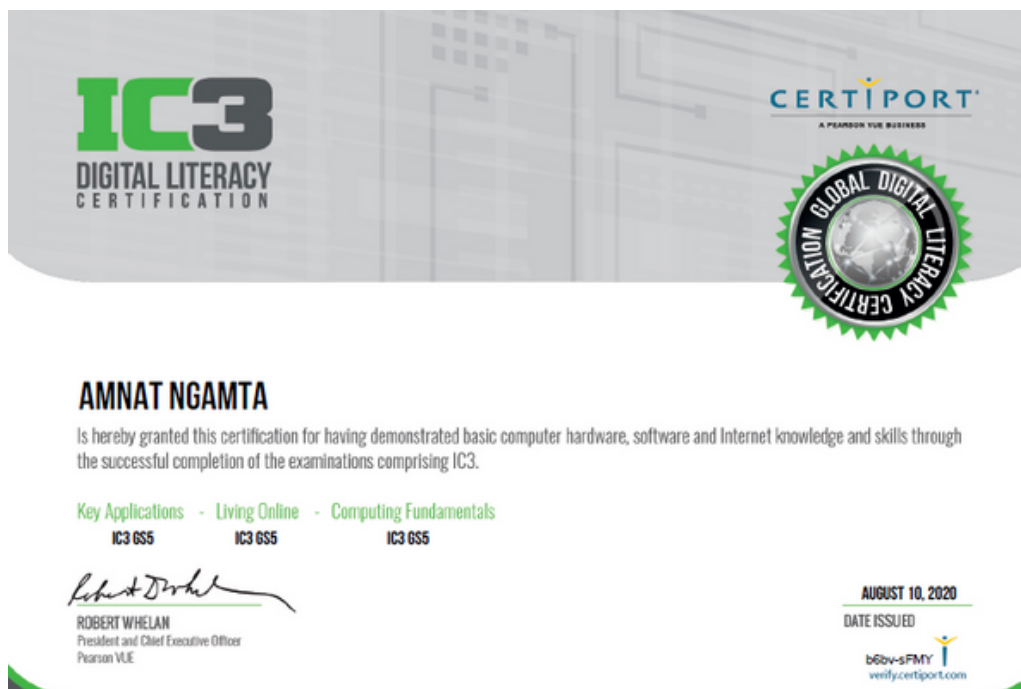 IC3
DIGITAL LITERACY
CERTIFICATION
CERTIPORT
A PEARSON VUE BUSINESS
GLOBAL DIGITAL LITERACY CERTIFICATION
AMNAT NGAMTA
Is hereby granted this certification for having demonstrated basic computer hardware, software and Internet knowledge and skills through
the successful completion of the examinations comprising IC3.
Key Applications - Living Online - Computing Fundamentals
IC3 GS5 IC3 GS5 IC3 GS5
ROBERT WHELAN
President and Chief Executive Officer
Pearson VUE
AUGUST 10, 2020
DATE ISSUED
b6bv-sFMY
verify.certiport.com